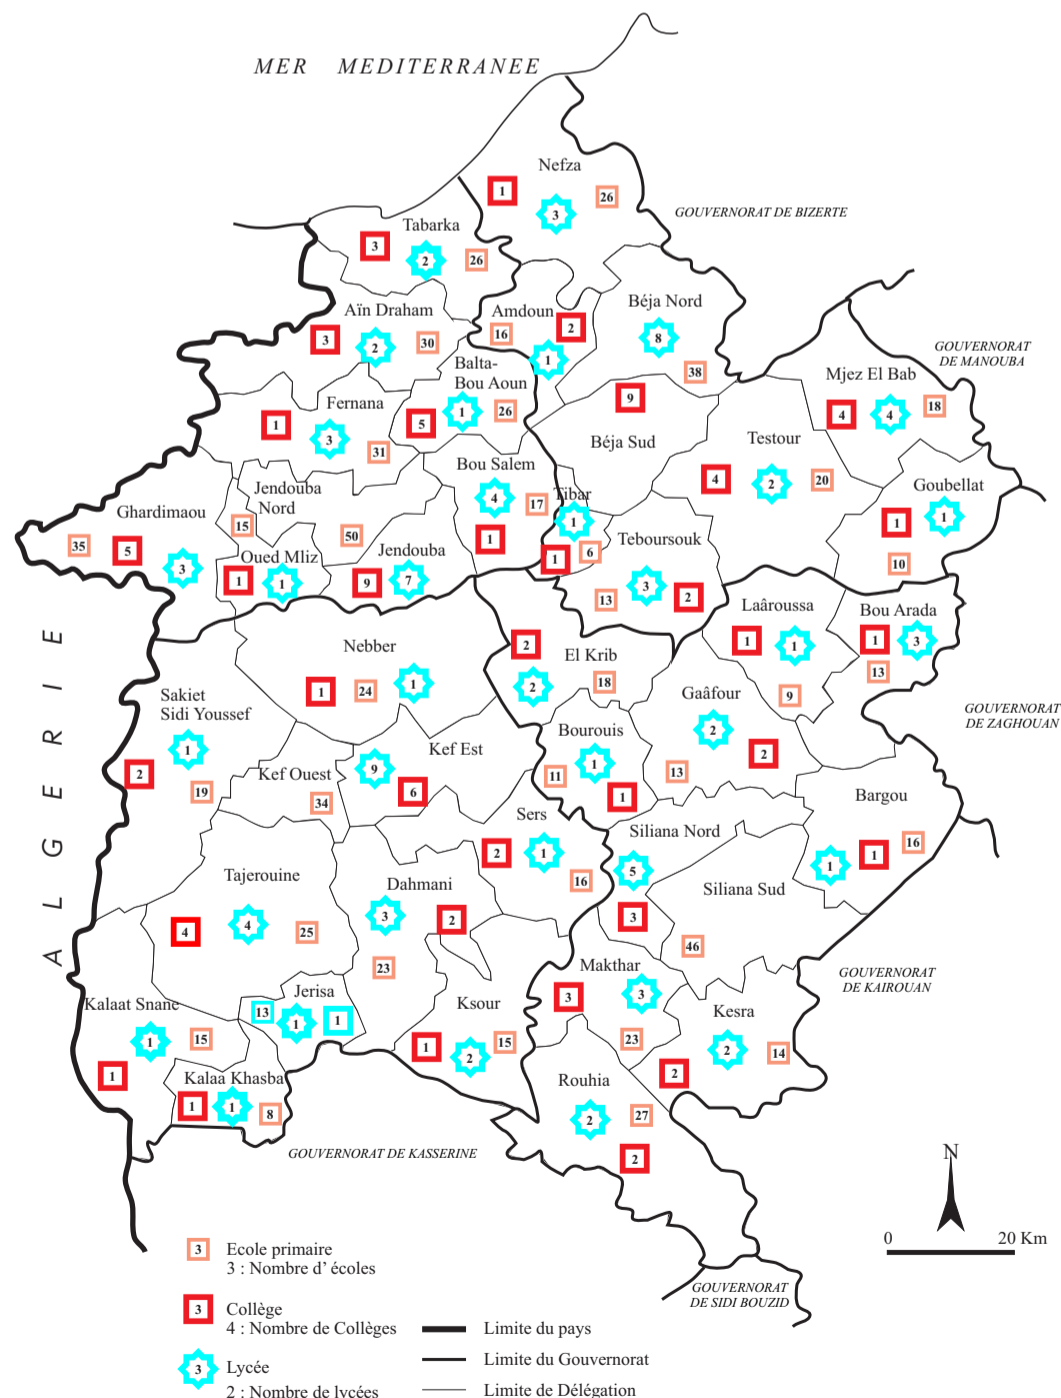 MER MEDITERRANEE
Nefza
1
26
3
GOUVERNORAT DE BIZERTE
Tabarka
3
2
26
Aïn Draham
3
2
30
Amdoun
16
2
1
Béja Nord
8
38
9
Béja Sud
GOUVERNORAT
DE MANOUBA
Mjez El Bab
4
4
18
Balta-
Bou Aoun
5
1
26
Fernana
1
3
31
Testour
4
2
20
Goubellat
1
1
10
Bou Salem
4
17
1
Tibar
1
1
6
Jendouba
Nord
15
50
Ghardimaou
35
5
3
Oued Mliz
1
1
Jendouba
9
7
Teboursouk
13
3
2
Laâroussa
1
1
9
Bou Arada
1
3
13
ALGERIE
Nebber
1
24
1
El Krib
2
2
18
Gaâfour
2
2
13
GOUVERNORAT
DE ZAGHOUAN
Sakiet
Sidi Youssef
1
2
19
Kef Ouest
34
Kef Est
9
6
Bourouis
11
1
1
Bargou
1
1
16
Sers
2
1
16
Siliana Nord
5
3
Siliana Sud
46
Tajerouine
4
4
25
Dahmani
3
2
23
GOUVERNORAT
DE KAIROUAN
Makthar
3
3
23
Kesra
2
14
2
Kalaat Snane
1
15
1
Jerisa
13
1
1
Ksour
1
2
15
Kalaa Khasba
1
1
8
Rouhia
2
27
2
GOUVERNORAT DE KASSERINE
GOUVERNORAT
DE SIDI BOUZID
N
0 20 Km
3 Ecole primaire
3 : Nombre d' écoles
3 Collège
4 : Nombre de Collèges
3 Lycée
2 : Nombre de lycées
Limite du pays
Limite du Gouvernorat
Limite de Délégation